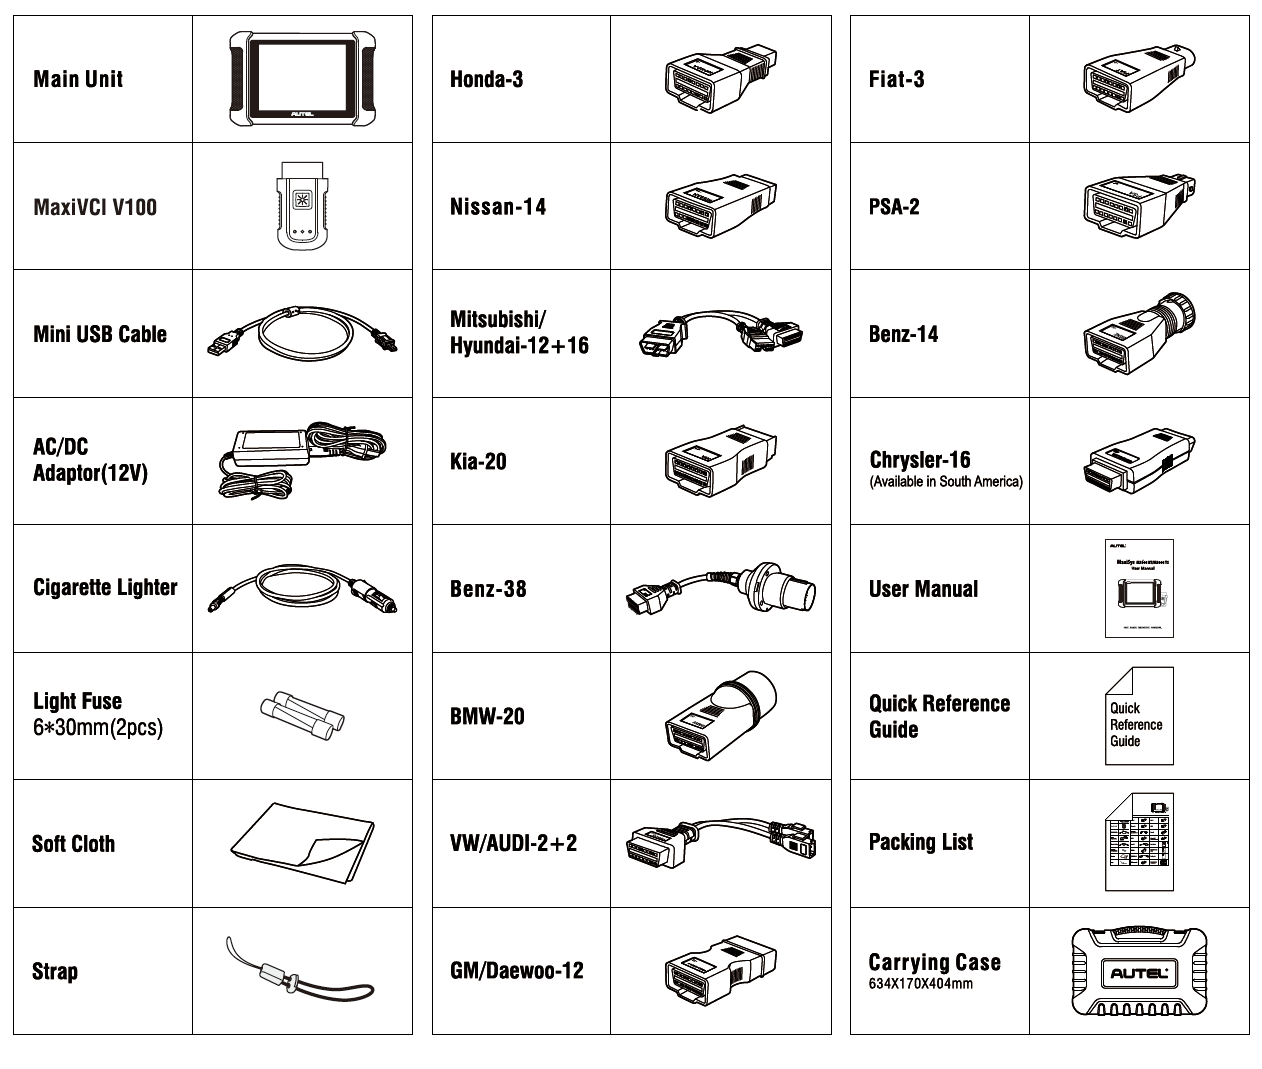 Main Unit
AUTEL
MaxiVCI V100
Mini USB Cable
AC/DC
Adaptor(12V)
Cigarette Lighter
Light Fuse
6*30mm(2pcs)
Soft Cloth
Strap
Honda-3
Nissan-14
Mitsubishi/
Hyundai-12+16
Kia-20
Benz-38
BMW-20
VW/AUDI-2+2
GM/Daewoo-12
Fiat-3
PSA-2
Benz-14
Chrysler-16
(Available in South America)
User Manual
AUTEL
User Manual
Quick Reference
Guide
Quick
Reference
Guide
Packing List
Carrying Case
634X170X404mm
AUTEL